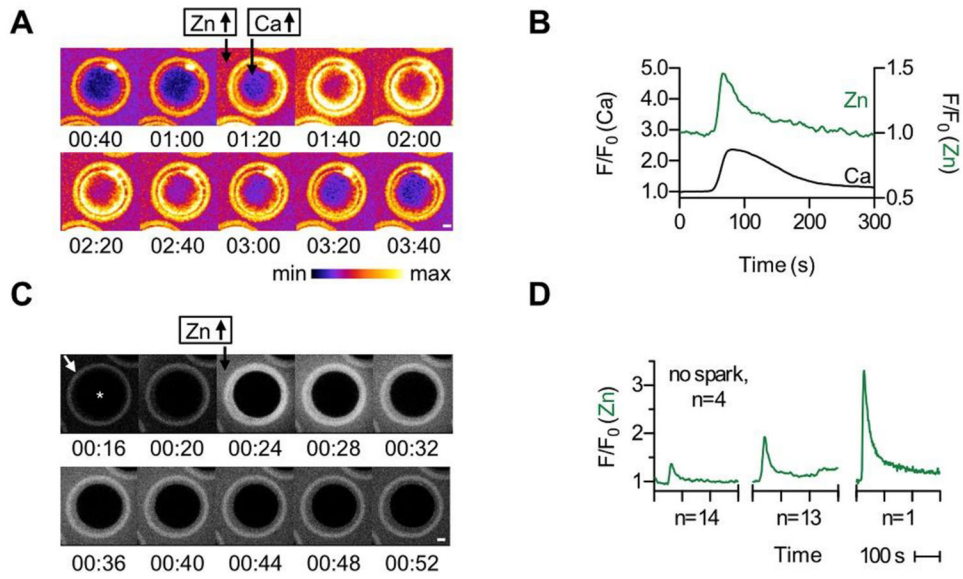 A
Zn ↑ Ca ↑
00:40 01:00 01:20 01:40 02:00
02:20 02:40 03:00 03:20 03:40
min max
B
5.0
4.0
3.0
2.0
1.0
F/F0 (Ca)
1.5
1.0
0.5
F/F0 (Zn)
Zn
Ca
0 100 200 300
Time (s)
C
Zn ↑
*
00:16 00:20 00:24 00:28 00:32
00:36 00:40 00:44 00:48 00:52
D
F/F0 (Zn)
3
2
1
no spark,
n=4
n=14 n=13 n=1
Time 100 s